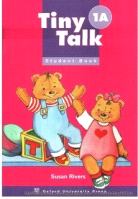 Tiny 1A
Talk
Student Book
T
Susan Rivers
Oxford University Press